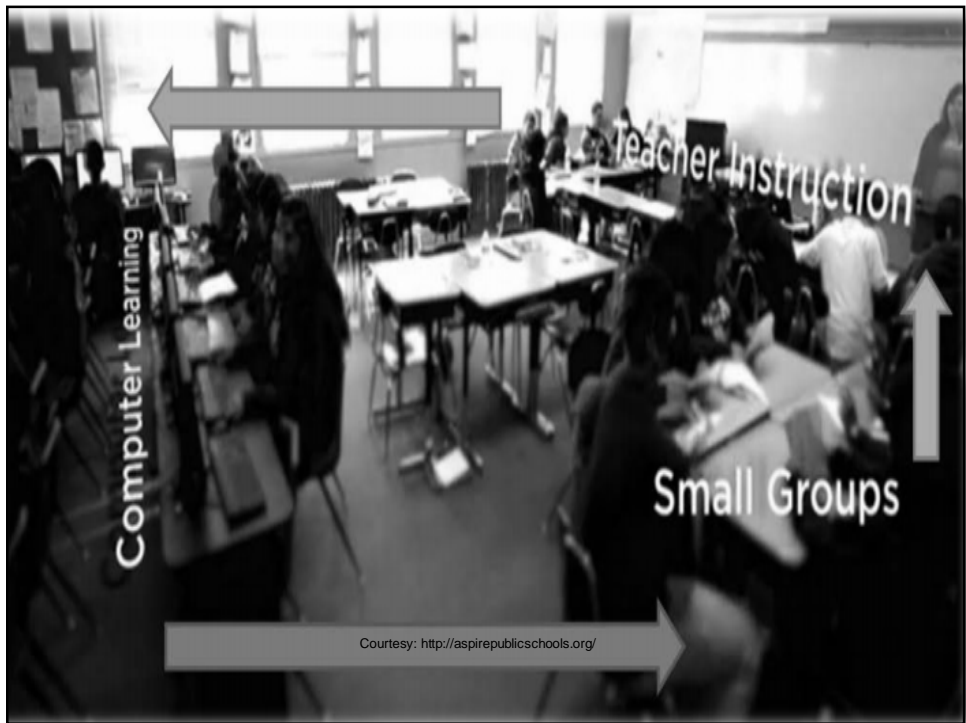 Teacher Instruction
Computer Learning
Small Groups
Courtesy: http://aspirepublicschools.org/